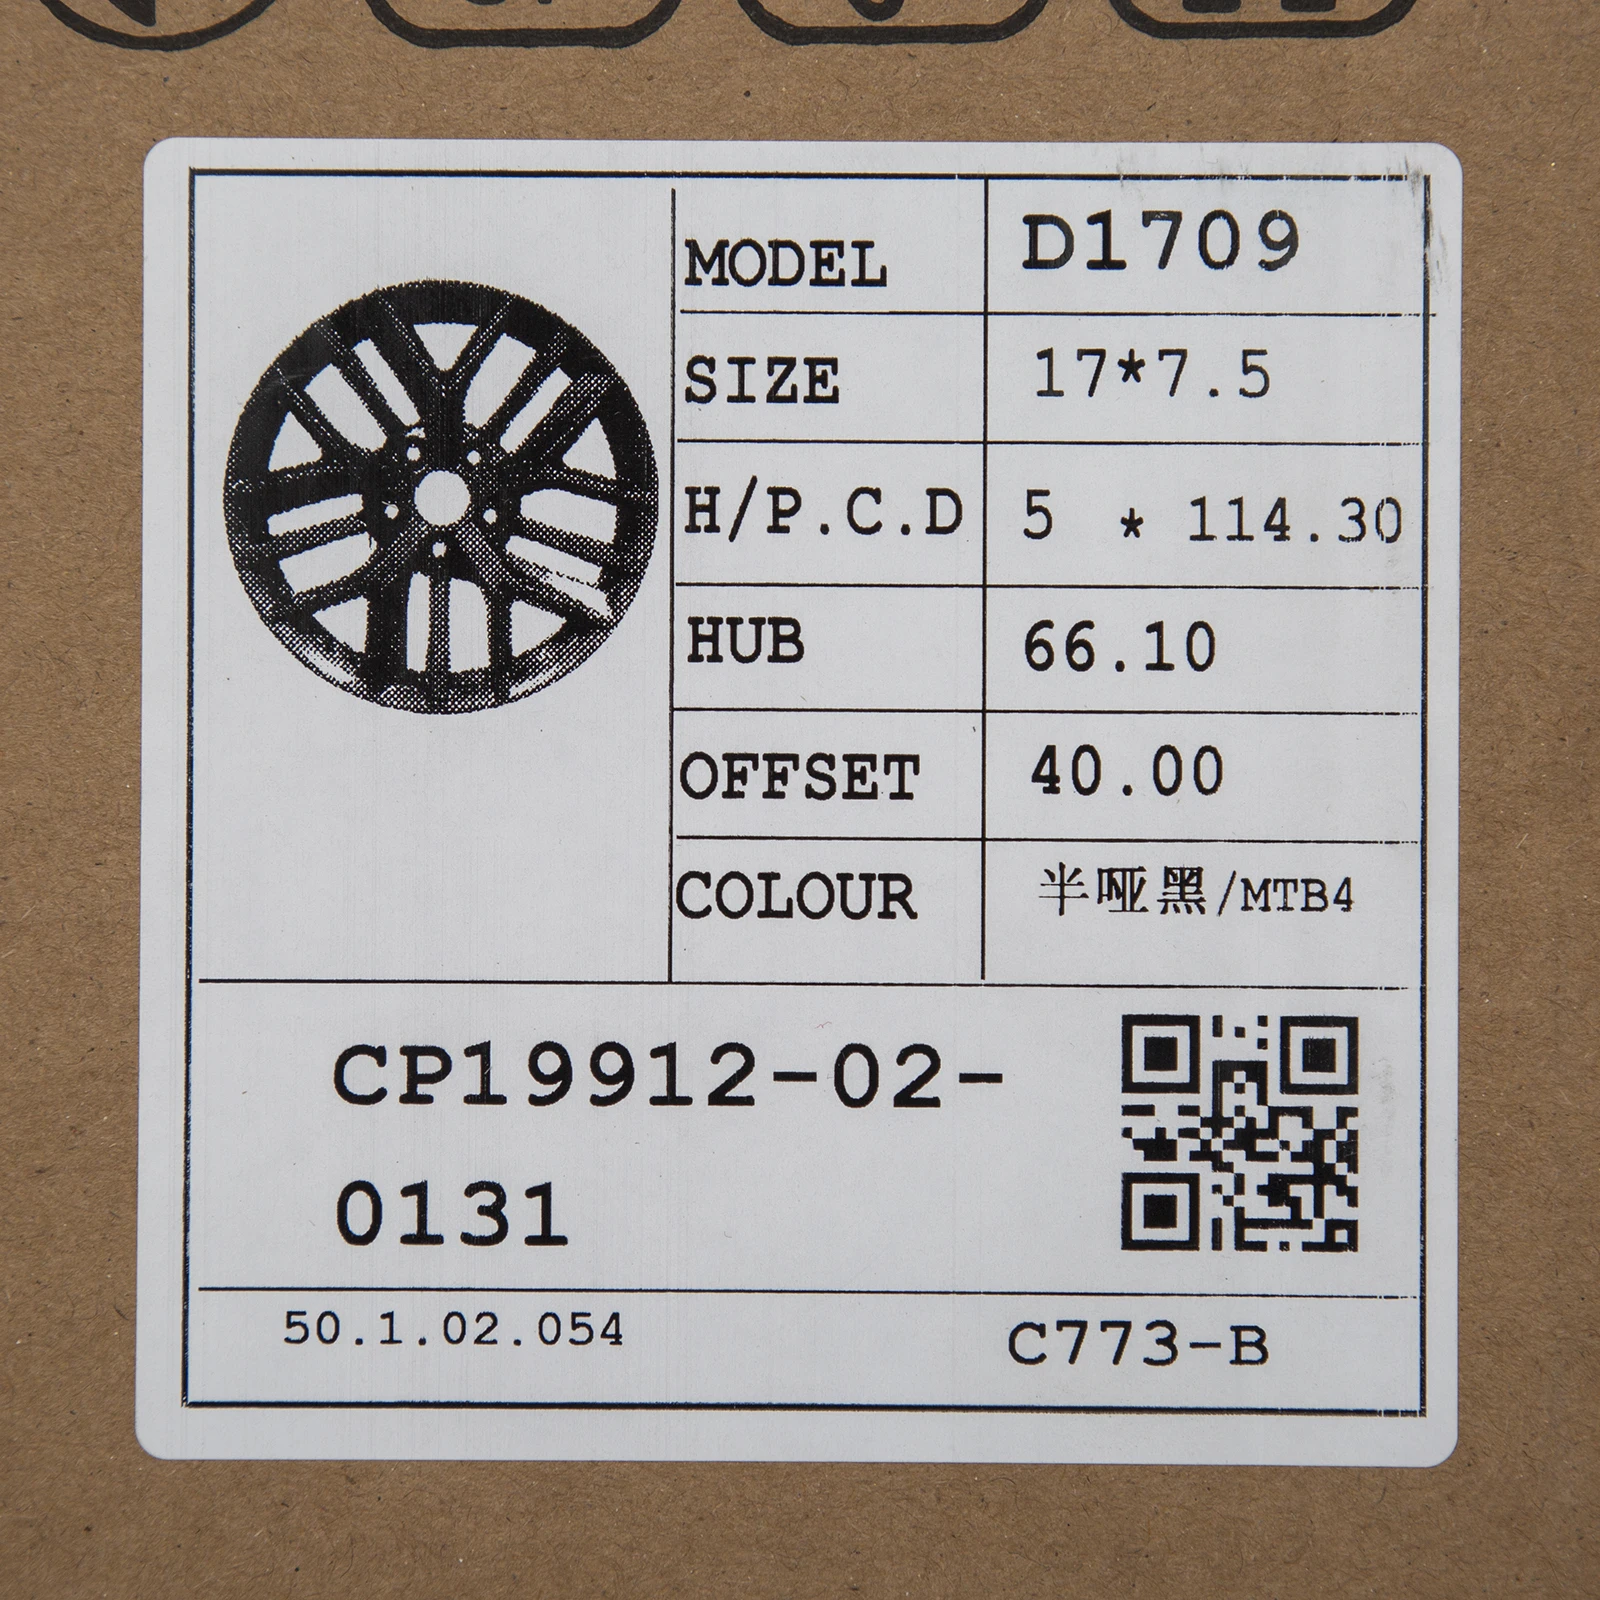 MODEL D1709
SIZE 17*7.5
H/P.C.D 5 * 114.30
HUB 66.10
OFFSET 40.00
COLOUR 半哑黑/MTB4
CP19912-02-
0131
50.1.02.054 C773-B